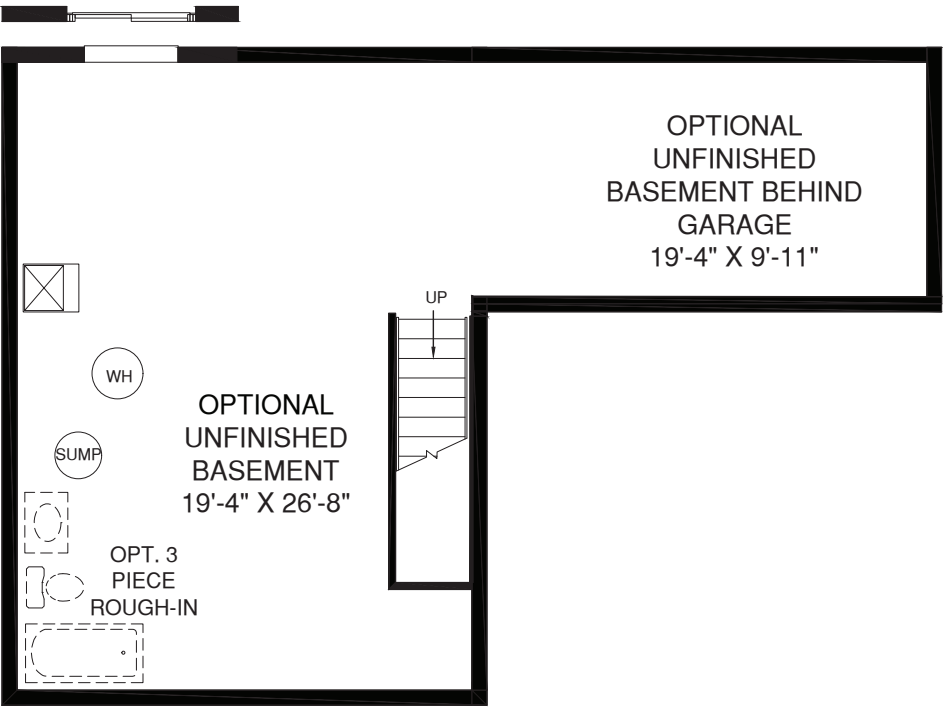 OPTIONAL
UNFINISHED
BASEMENT BEHIND
GARAGE
19'-4" X 9'-11"
UP
WH
OPTIONAL
UNFINISHED
BASEMENT
19'-4" X 26'-8"
SUMP
OPT. 3
PIECE
ROUGH-IN